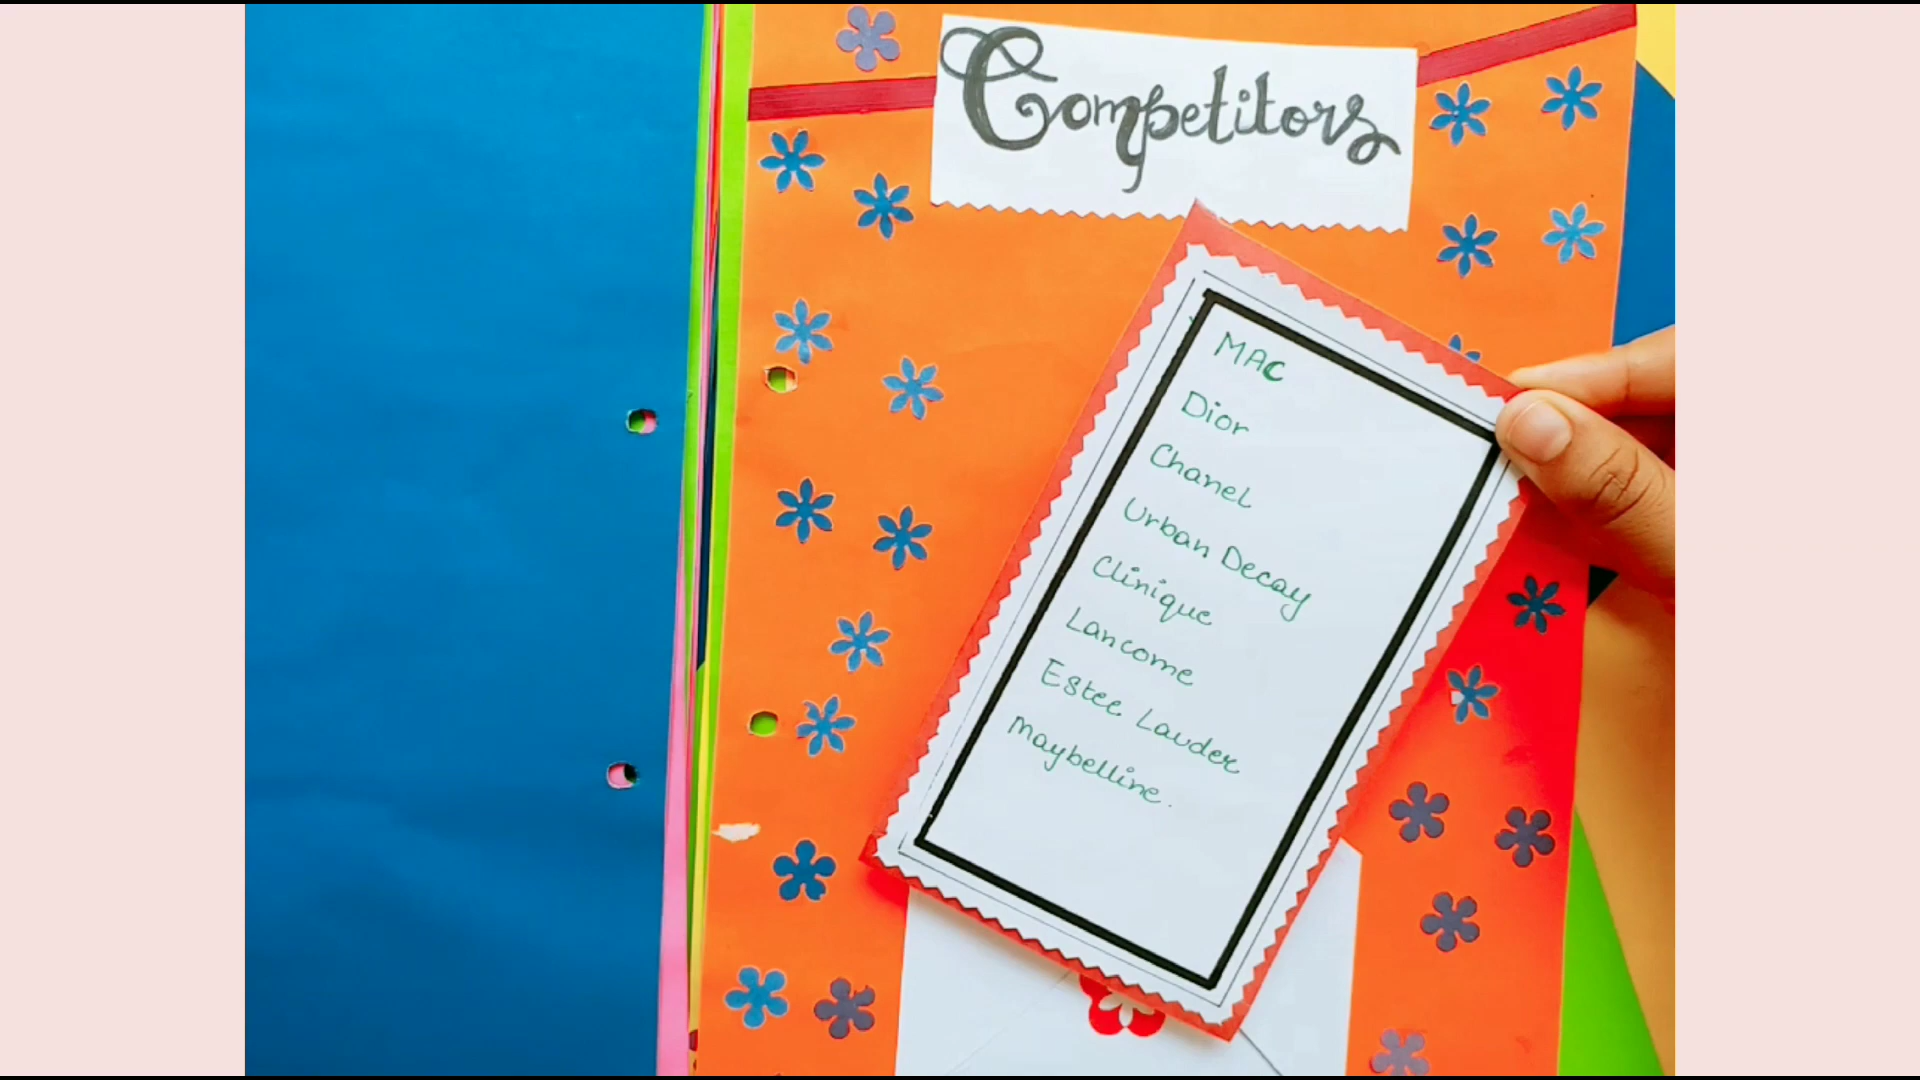 Competitors
MAC
Dior
Chanel
Urban Decay
Clinique
Lancome
Estee Lauder
Maybelline.